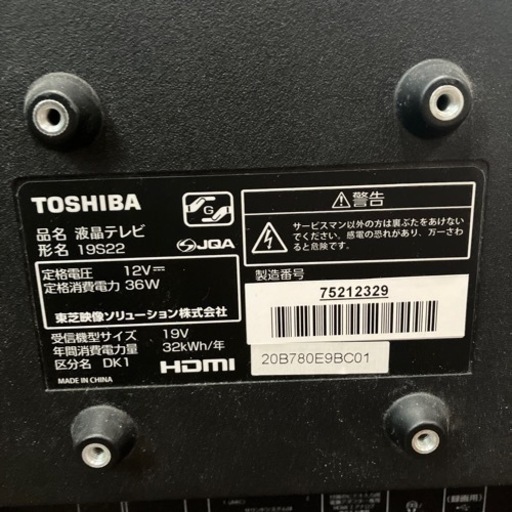 TOSHIBA
品名 液晶テレビ
形名 19S22
定格電圧 12V⎓
定格消費電力 36W
東芝映像ソリューション株式会社
受信機型サイズ 19V
年間消費電力量 32kWh/年
区分名 DK1
MADE IN CHINA
S G
JQA
HDMI
警告
サービスマン以外の方は裏ぶたをあけない
でください。感電の恐れがあり、万一さわ
ると危険です。
製造番号
75212329
20B780E9BC01
(録画用)